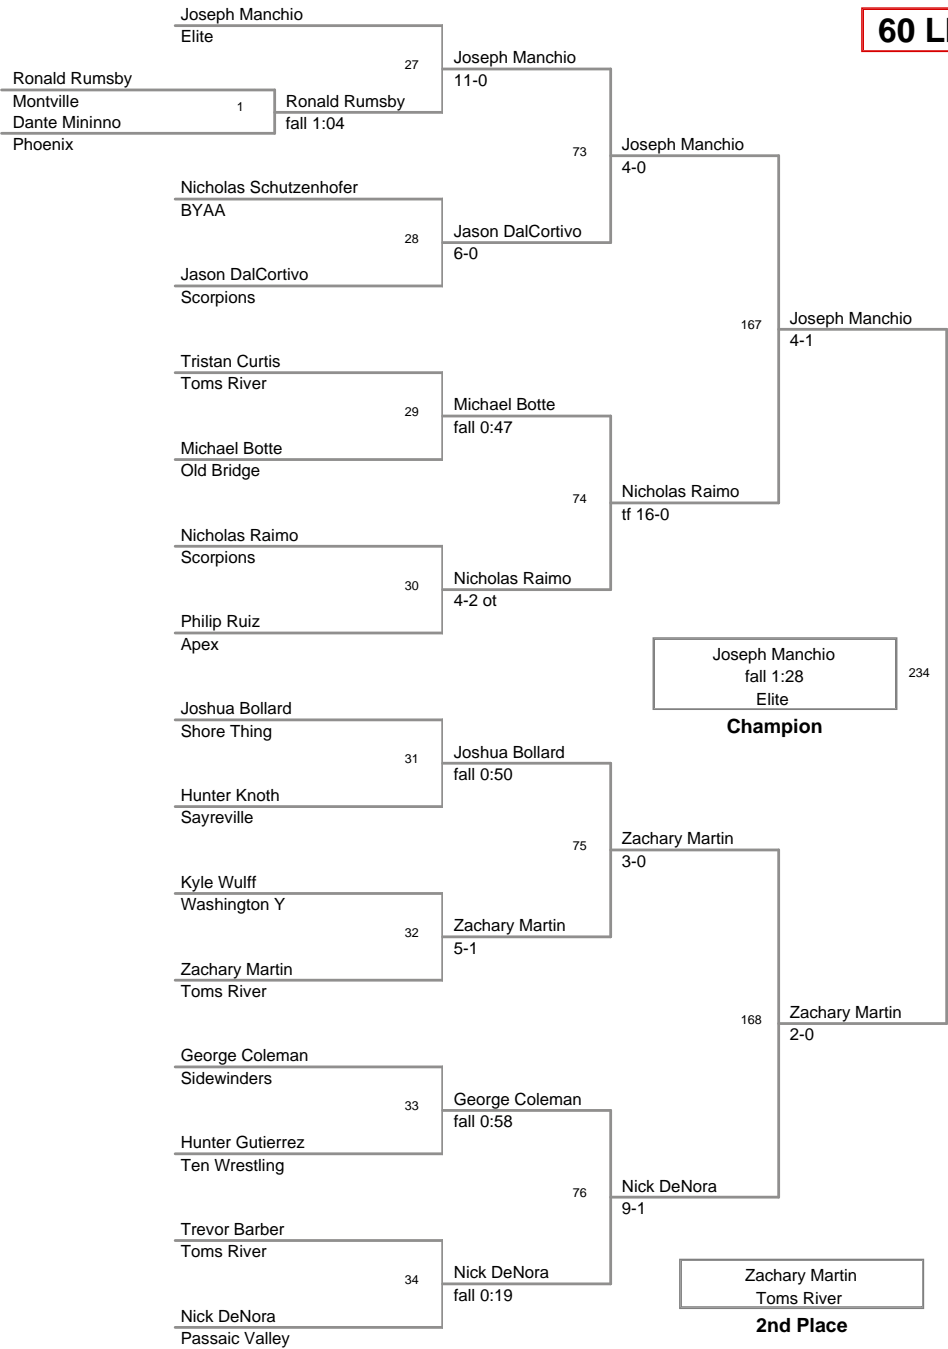 Joseph Manchio
Elite
60
27
Joseph Manchio
11-0
Ronald Rumsby
Montville
1
Ronald Rumsby
fall 1:04
Dante Mininno
Phoenix
73
Joseph Manchio
4-0
Nicholas Schutzenhofer
BYAA
28
Jason DalCortivo
6-0
Jason DalCortivo
Scorpions
167
Joseph Manchio
4-1
Tristan Curtis
Toms River
29
Michael Botte
fall 0:47
Michael Botte
Old Bridge
74
Nicholas Raimo
tf 16-0
Nicholas Raimo
Scorpions
30
Nicholas Raimo
4-2 ot
Philip Ruiz
Apex
Joseph Manchio
fall 1:28
Elite
234
Champion
Joshua Bollard
Shore Thing
31
Joshua Bollard
fall 0:50
Hunter Knoth
Sayreville
75
Zachary Martin
3-0
Kyle Wulff
Washington Y
32
Zachary Martin
5-1
Zachary Martin
Toms River
168
Zachary Martin
2-0
George Coleman
Sidewinders
33
George Coleman
fall 0:58
Hunter Gutierrez
Ten Wrestling
76
Nick DeNora
9-1
Trevor Barber
Toms River
34
Nick DeNora
fall 0:19
Nick DeNora
Passaic Valley
Zachary Martin
Toms River
2nd Place